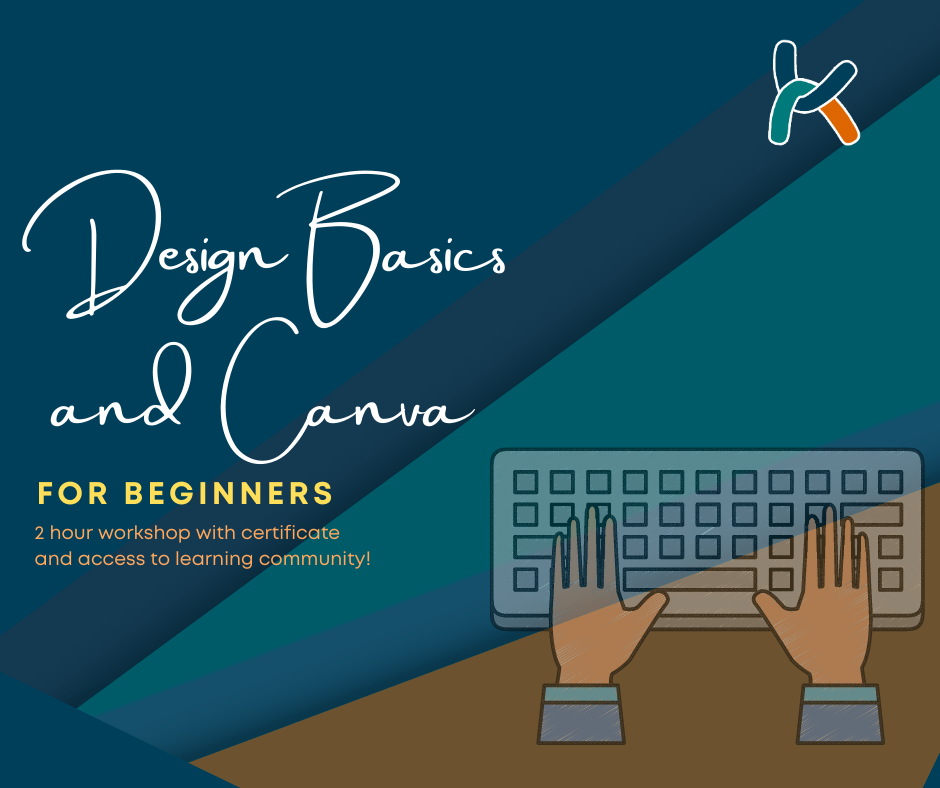 Design Basics
and Canva
FOR BEGINNERS
2 hour workshop with certificate
and access to learning community!